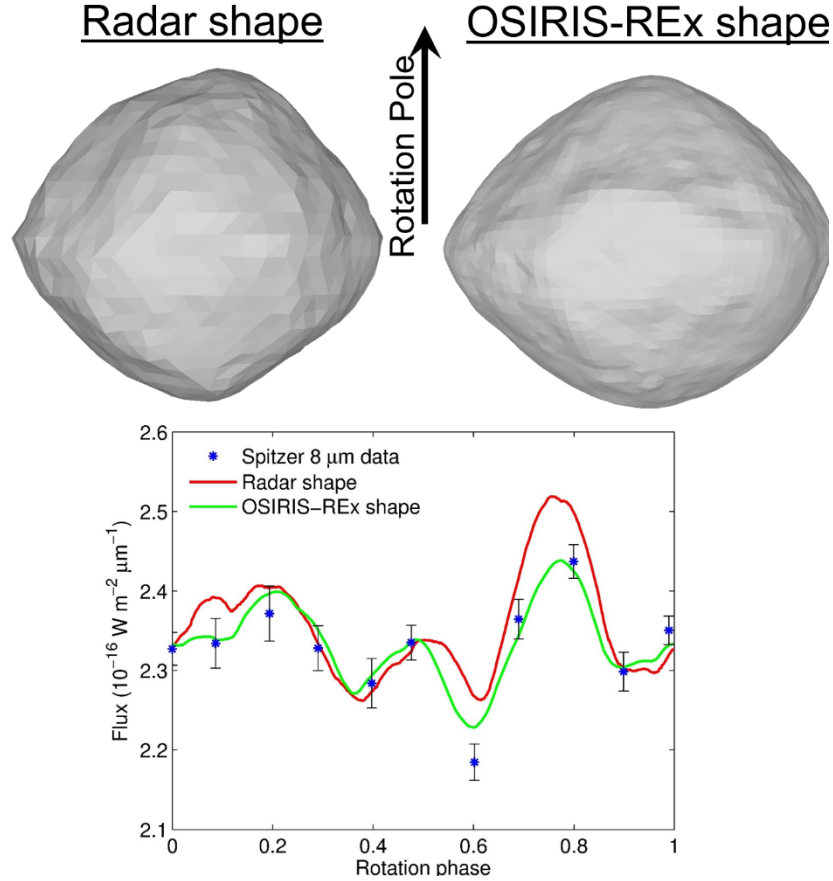 Radar shape
OSIRIS-REx shape
Rotation Pole
2.6
2.5
2.4
2.3
2.2
2.1
Flux (10⁻¹⁶ W m⁻² μm⁻¹)
Spitzer 8 μm data
Radar shape
OSIRIS−REx shape
0 0.2 0.4 0.6 0.8 1
Rotation phase